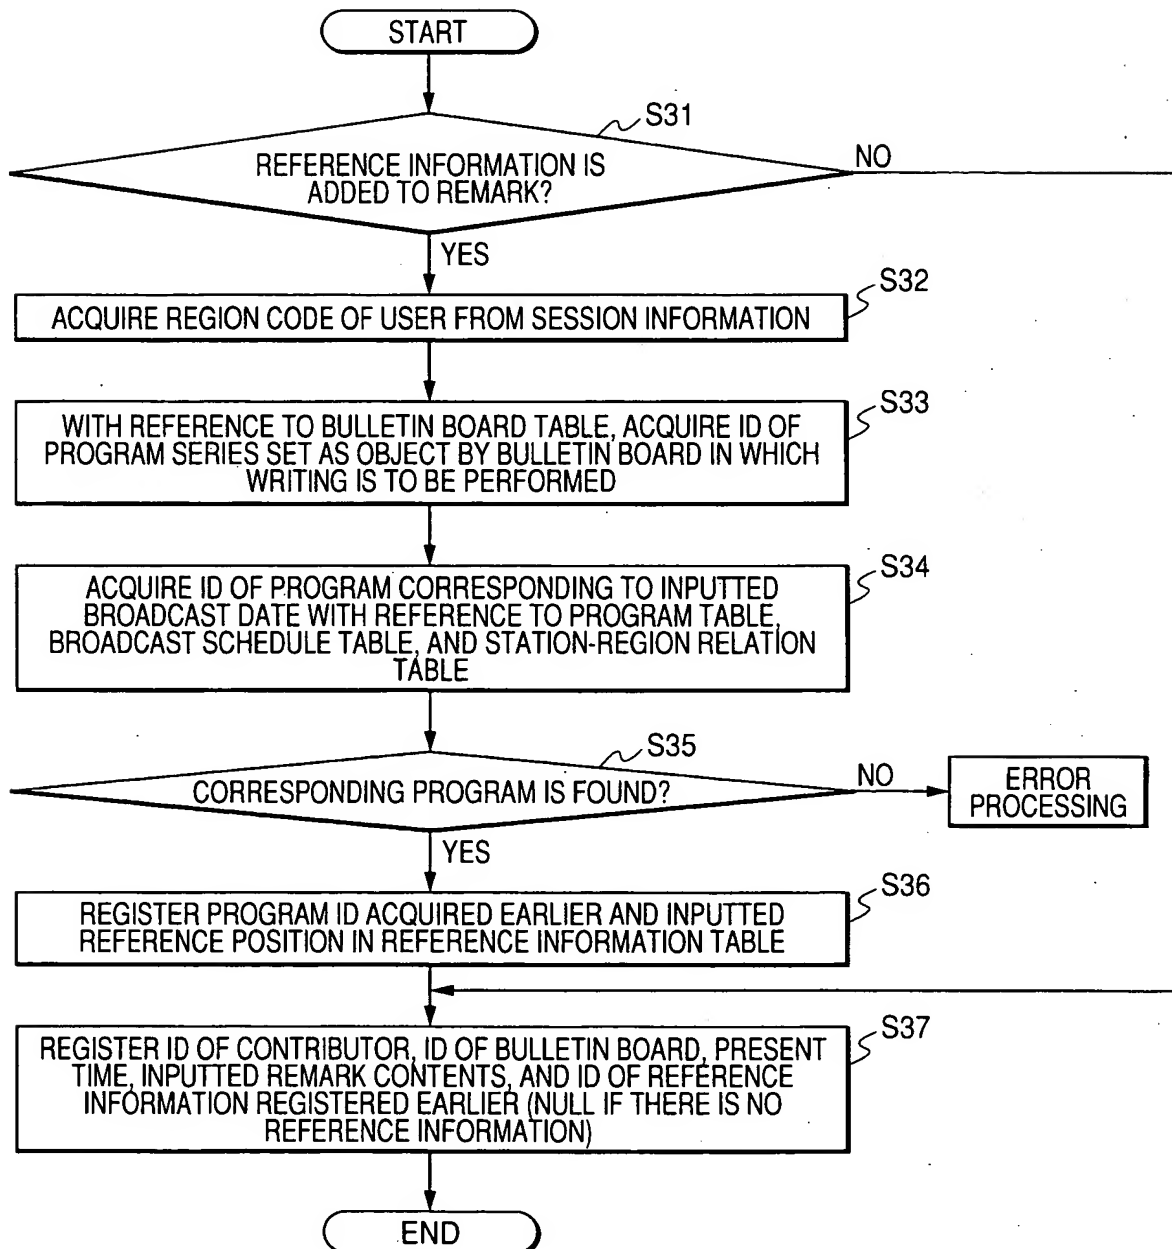 START
S31
REFERENCE INFORMATION IS
ADDED TO REMARK?
NO
YES
S32
ACQUIRE REGION CODE OF USER FROM SESSION INFORMATION
S33
WITH REFERENCE TO BULLETIN BOARD TABLE, ACQUIRE ID OF
PROGRAM SERIES SET AS OBJECT BY BULLETIN BOARD IN WHICH
WRITING IS TO BE PERFORMED
S34
ACQUIRE ID OF PROGRAM CORRESPONDING TO INPUTTED
BROADCAST DATE WITH REFERENCE TO PROGRAM TABLE,
BROADCAST SCHEDULE TABLE, AND STATION-REGION RELATION
TABLE
S35
CORRESPONDING PROGRAM IS FOUND?
NO
ERROR
PROCESSING
YES
S36
REGISTER PROGRAM ID ACQUIRED EARLIER AND INPUTTED
REFERENCE POSITION IN REFERENCE INFORMATION TABLE
S37
REGISTER ID OF CONTRIBUTOR, ID OF BULLETIN BOARD, PRESENT
TIME, INPUTTED REMARK CONTENTS, AND ID OF REFERENCE
INFORMATION REGISTERED EARLIER (NULL IF THERE IS NO
REFERENCE INFORMATION)
END